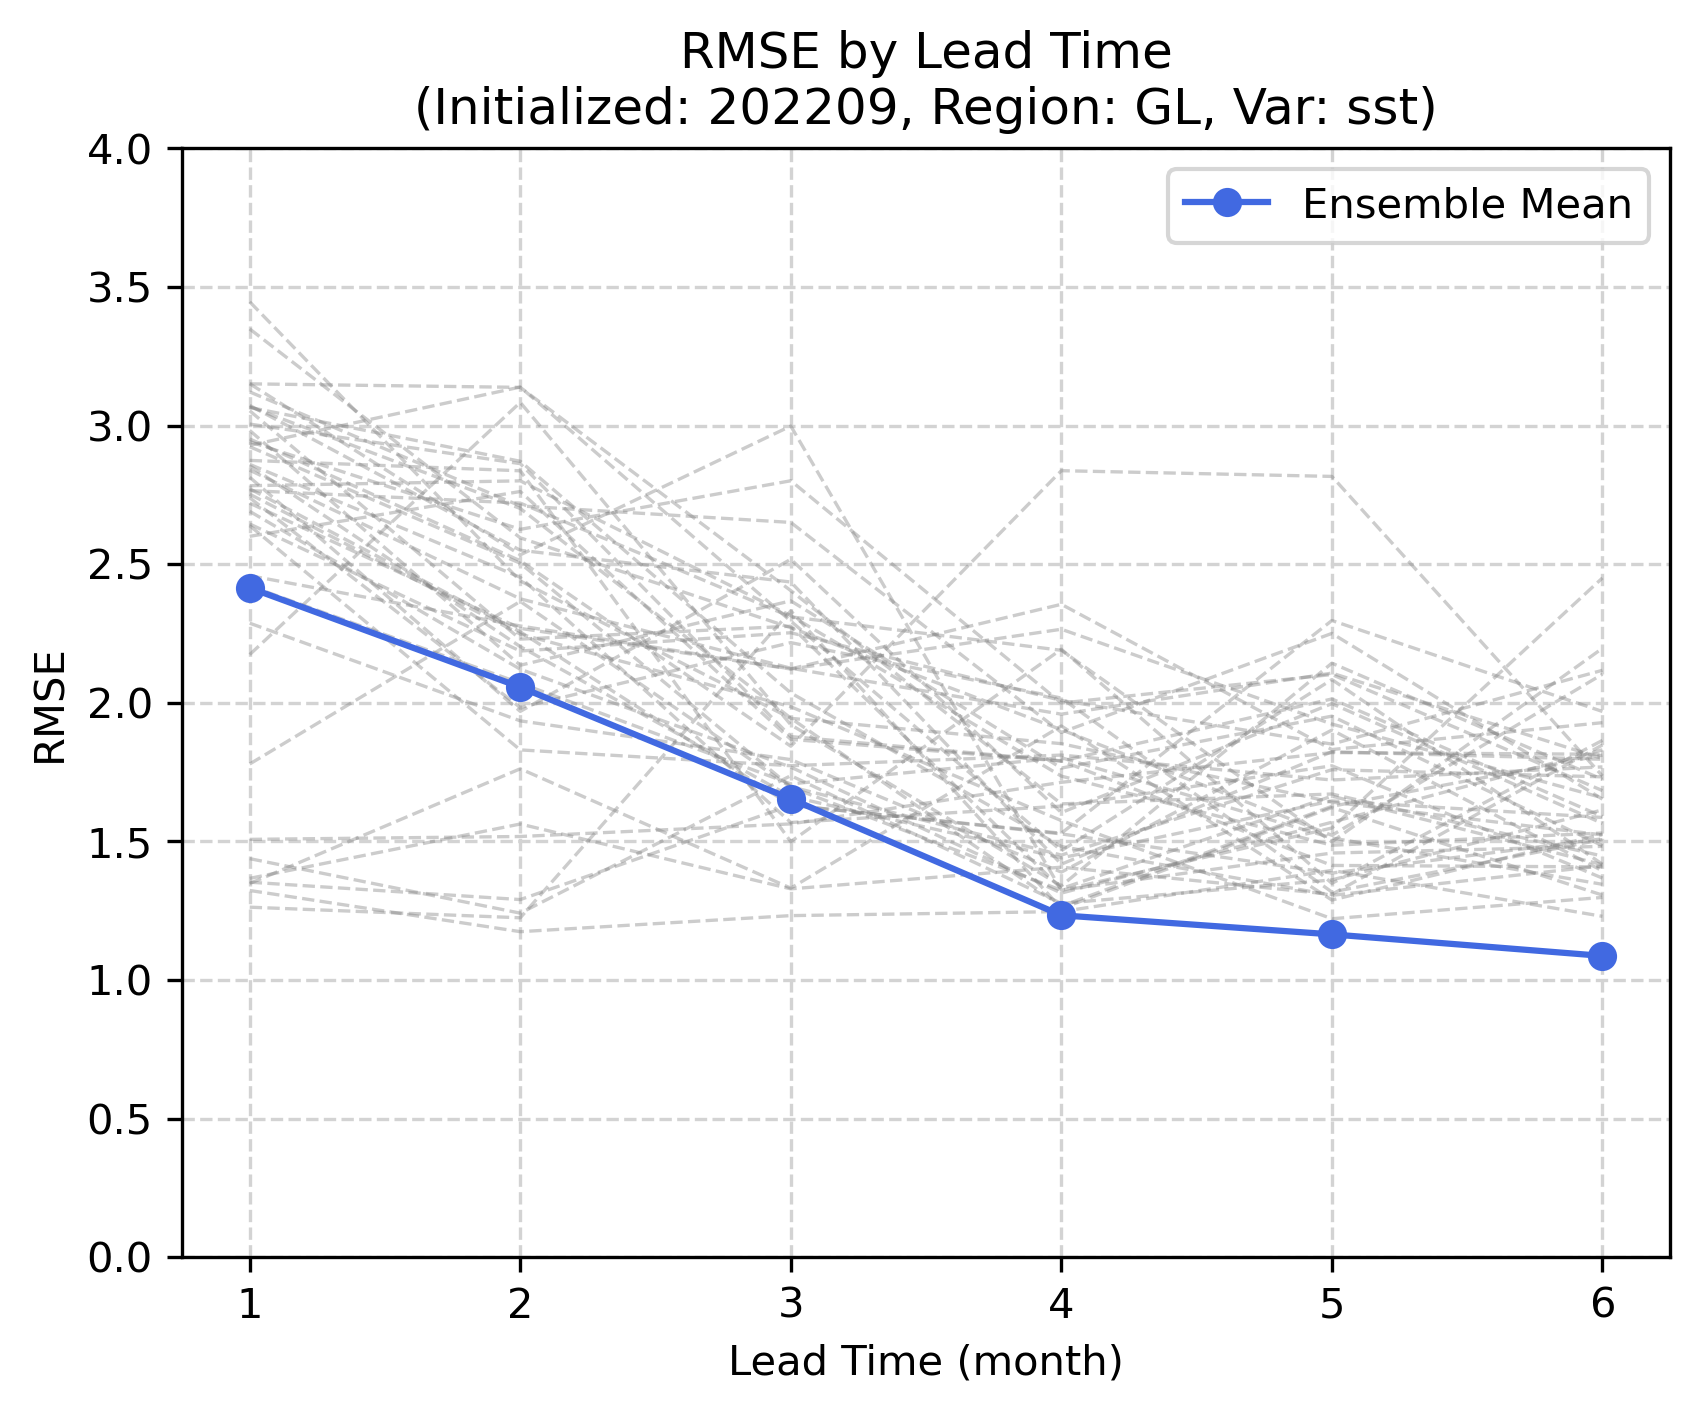 RMSE by Lead Time
(Initialized: 202209, Region: GL, Var: sst)
Ensemble Mean
RMSE
4.0
3.5
3.0
2.5
2.0
1.5
1.0
0.5
0.0
1 2 3 4 5 6
Lead Time (month)